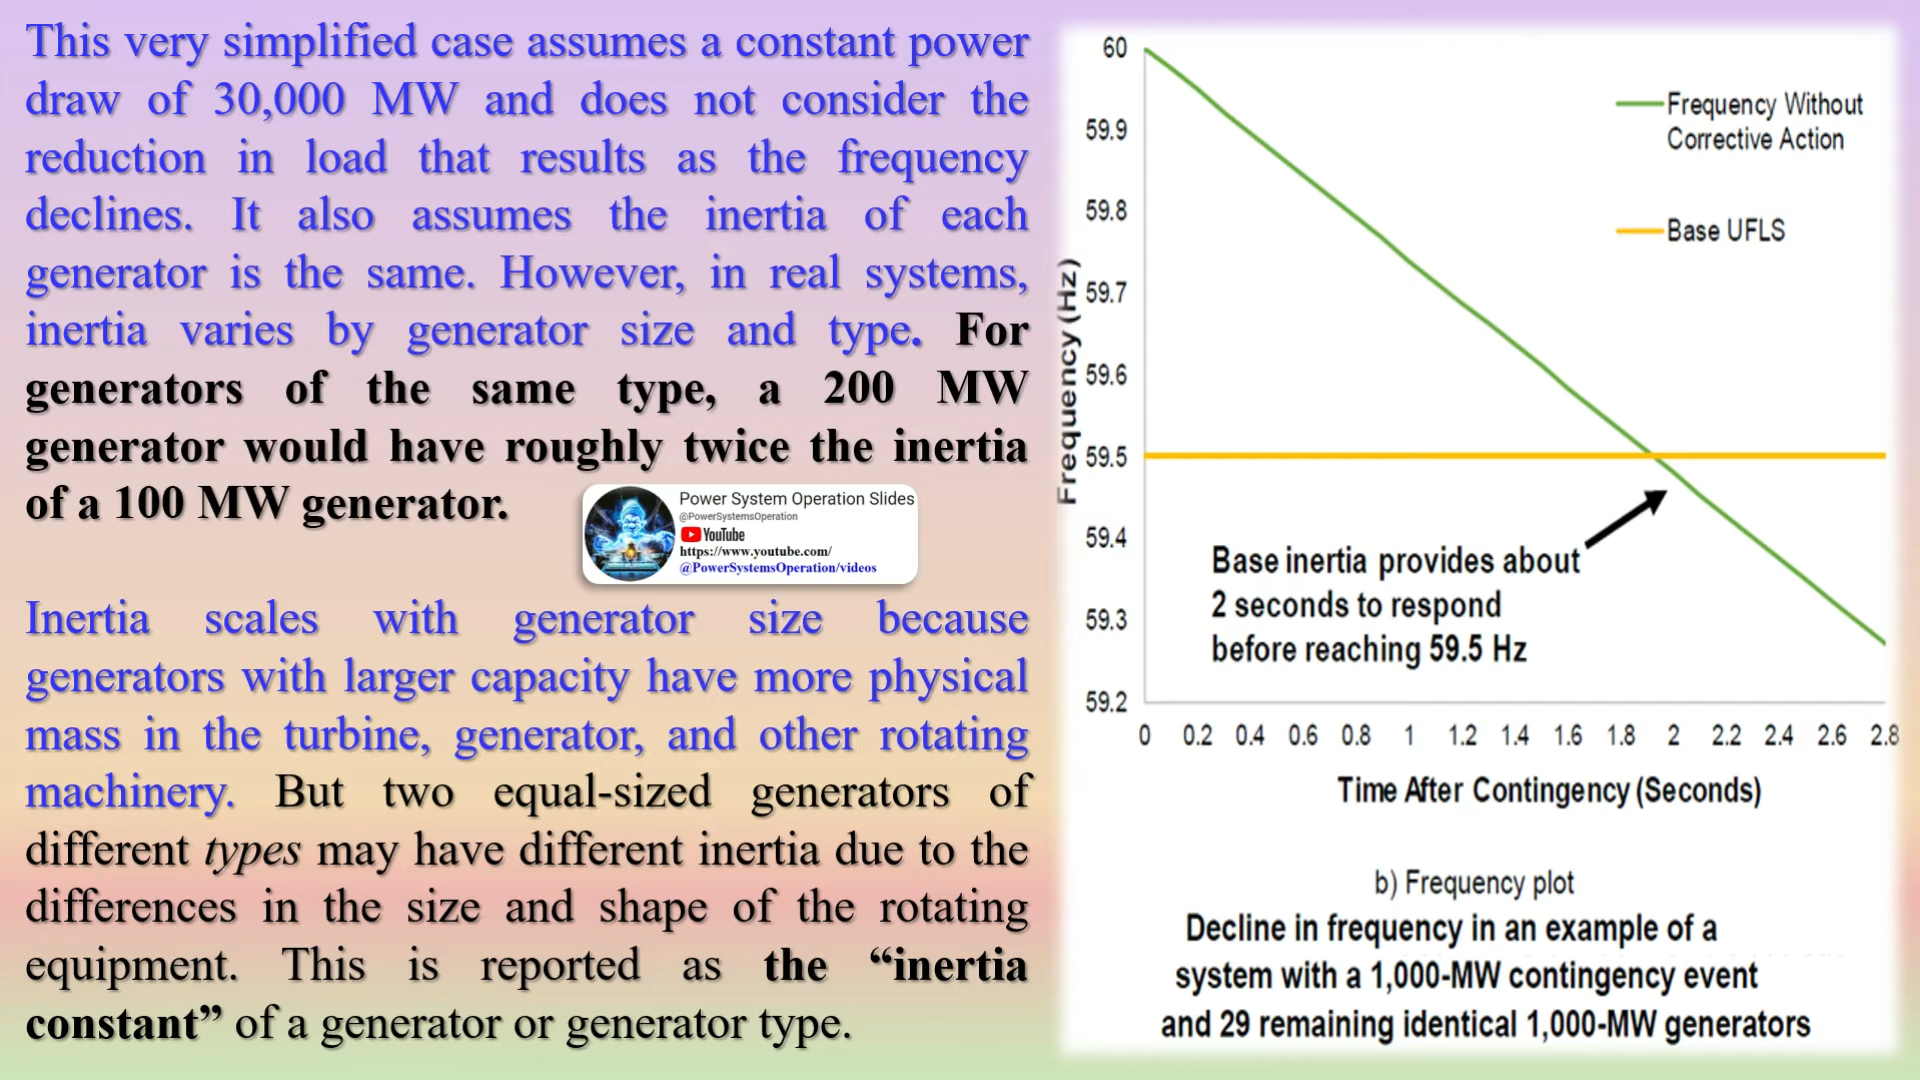 This very simplified case assumes a constant power
draw of 30,000 MW and does not consider the
reduction in load that results as the frequency
declines. It also assumes the inertia of each
generator is the same. However, in real systems,
inertia varies by generator size and type. For
generators of the same type, a 200 MW
generator would have roughly twice the inertia
of a 100 MW generator.
Power System Operation Slides
@PowerSystemsOperation
YouTube
https://www.youtube.com/
@PowerSystemsOperation/videos
Inertia scales with generator size because
generators with larger capacity have more physical
mass in the turbine, generator, and other rotating
machinery. But two equal-sized generators of
different types may have different inertia due to the
differences in the size and shape of the rotating
equipment. This is reported as the “inertia
constant” of a generator or generator type.
Frequency (Hz)
60
59.9
59.8
59.7
59.6
59.5
59.4
59.3
59.2
Frequency Without
Corrective Action
Base UFLS
Base inertia provides about
2 seconds to respond
before reaching 59.5 Hz
0 0.2 0.4 0.6 0.8 1 1.2 1.4 1.6 1.8 2 2.2 2.4 2.6 2.8
Time After Contingency (Seconds)
b) Frequency plot
Decline in frequency in an example of a
system with a 1,000-MW contingency event
and 29 remaining identical 1,000-MW generators